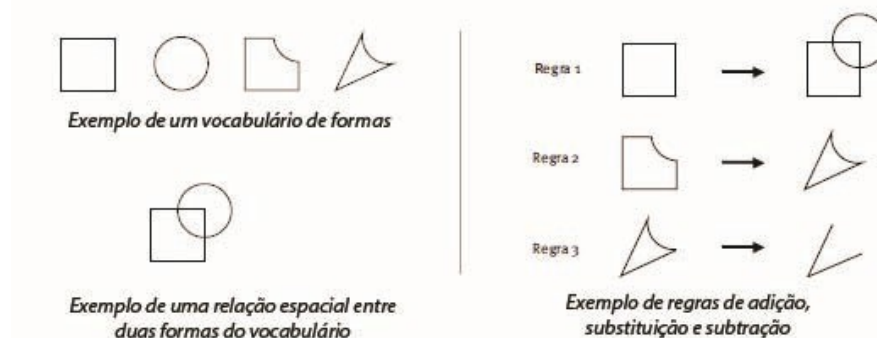 Exemplo de um vocabulário de formas
Exemplo de uma relação espacial entre
duas formas do vocabulário
Regra 1
Regra 2
Regra 3
Exemplo de regras de adição,
substituição e subtração